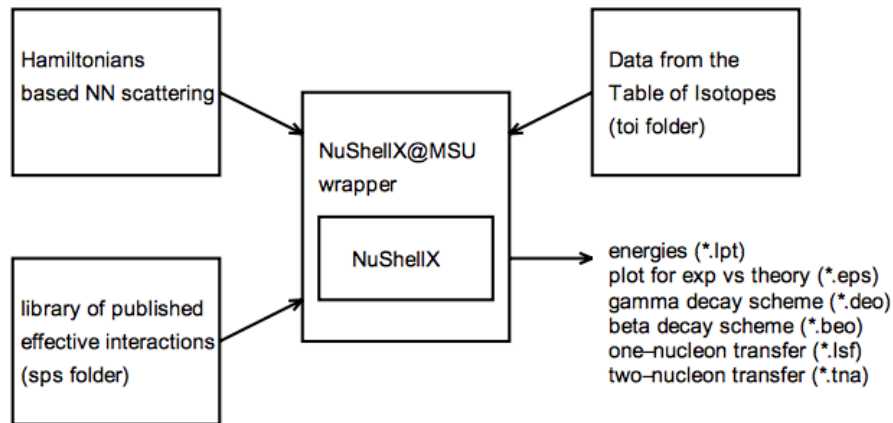 Hamiltonians
based NN scattering
Data from the
Table of Isotopes
(toi folder)
NuShellX@MSU
wrapper
NuShellX
library of published
effective interactions
(sps folder)
energies (*.lpt)
plot for exp vs theory (*.eps)
gamma decay scheme (*.deo)
beta decay scheme (*.beo)
one–nucleon transfer (*.lsf)
two–nucleon transfer (*.tna)